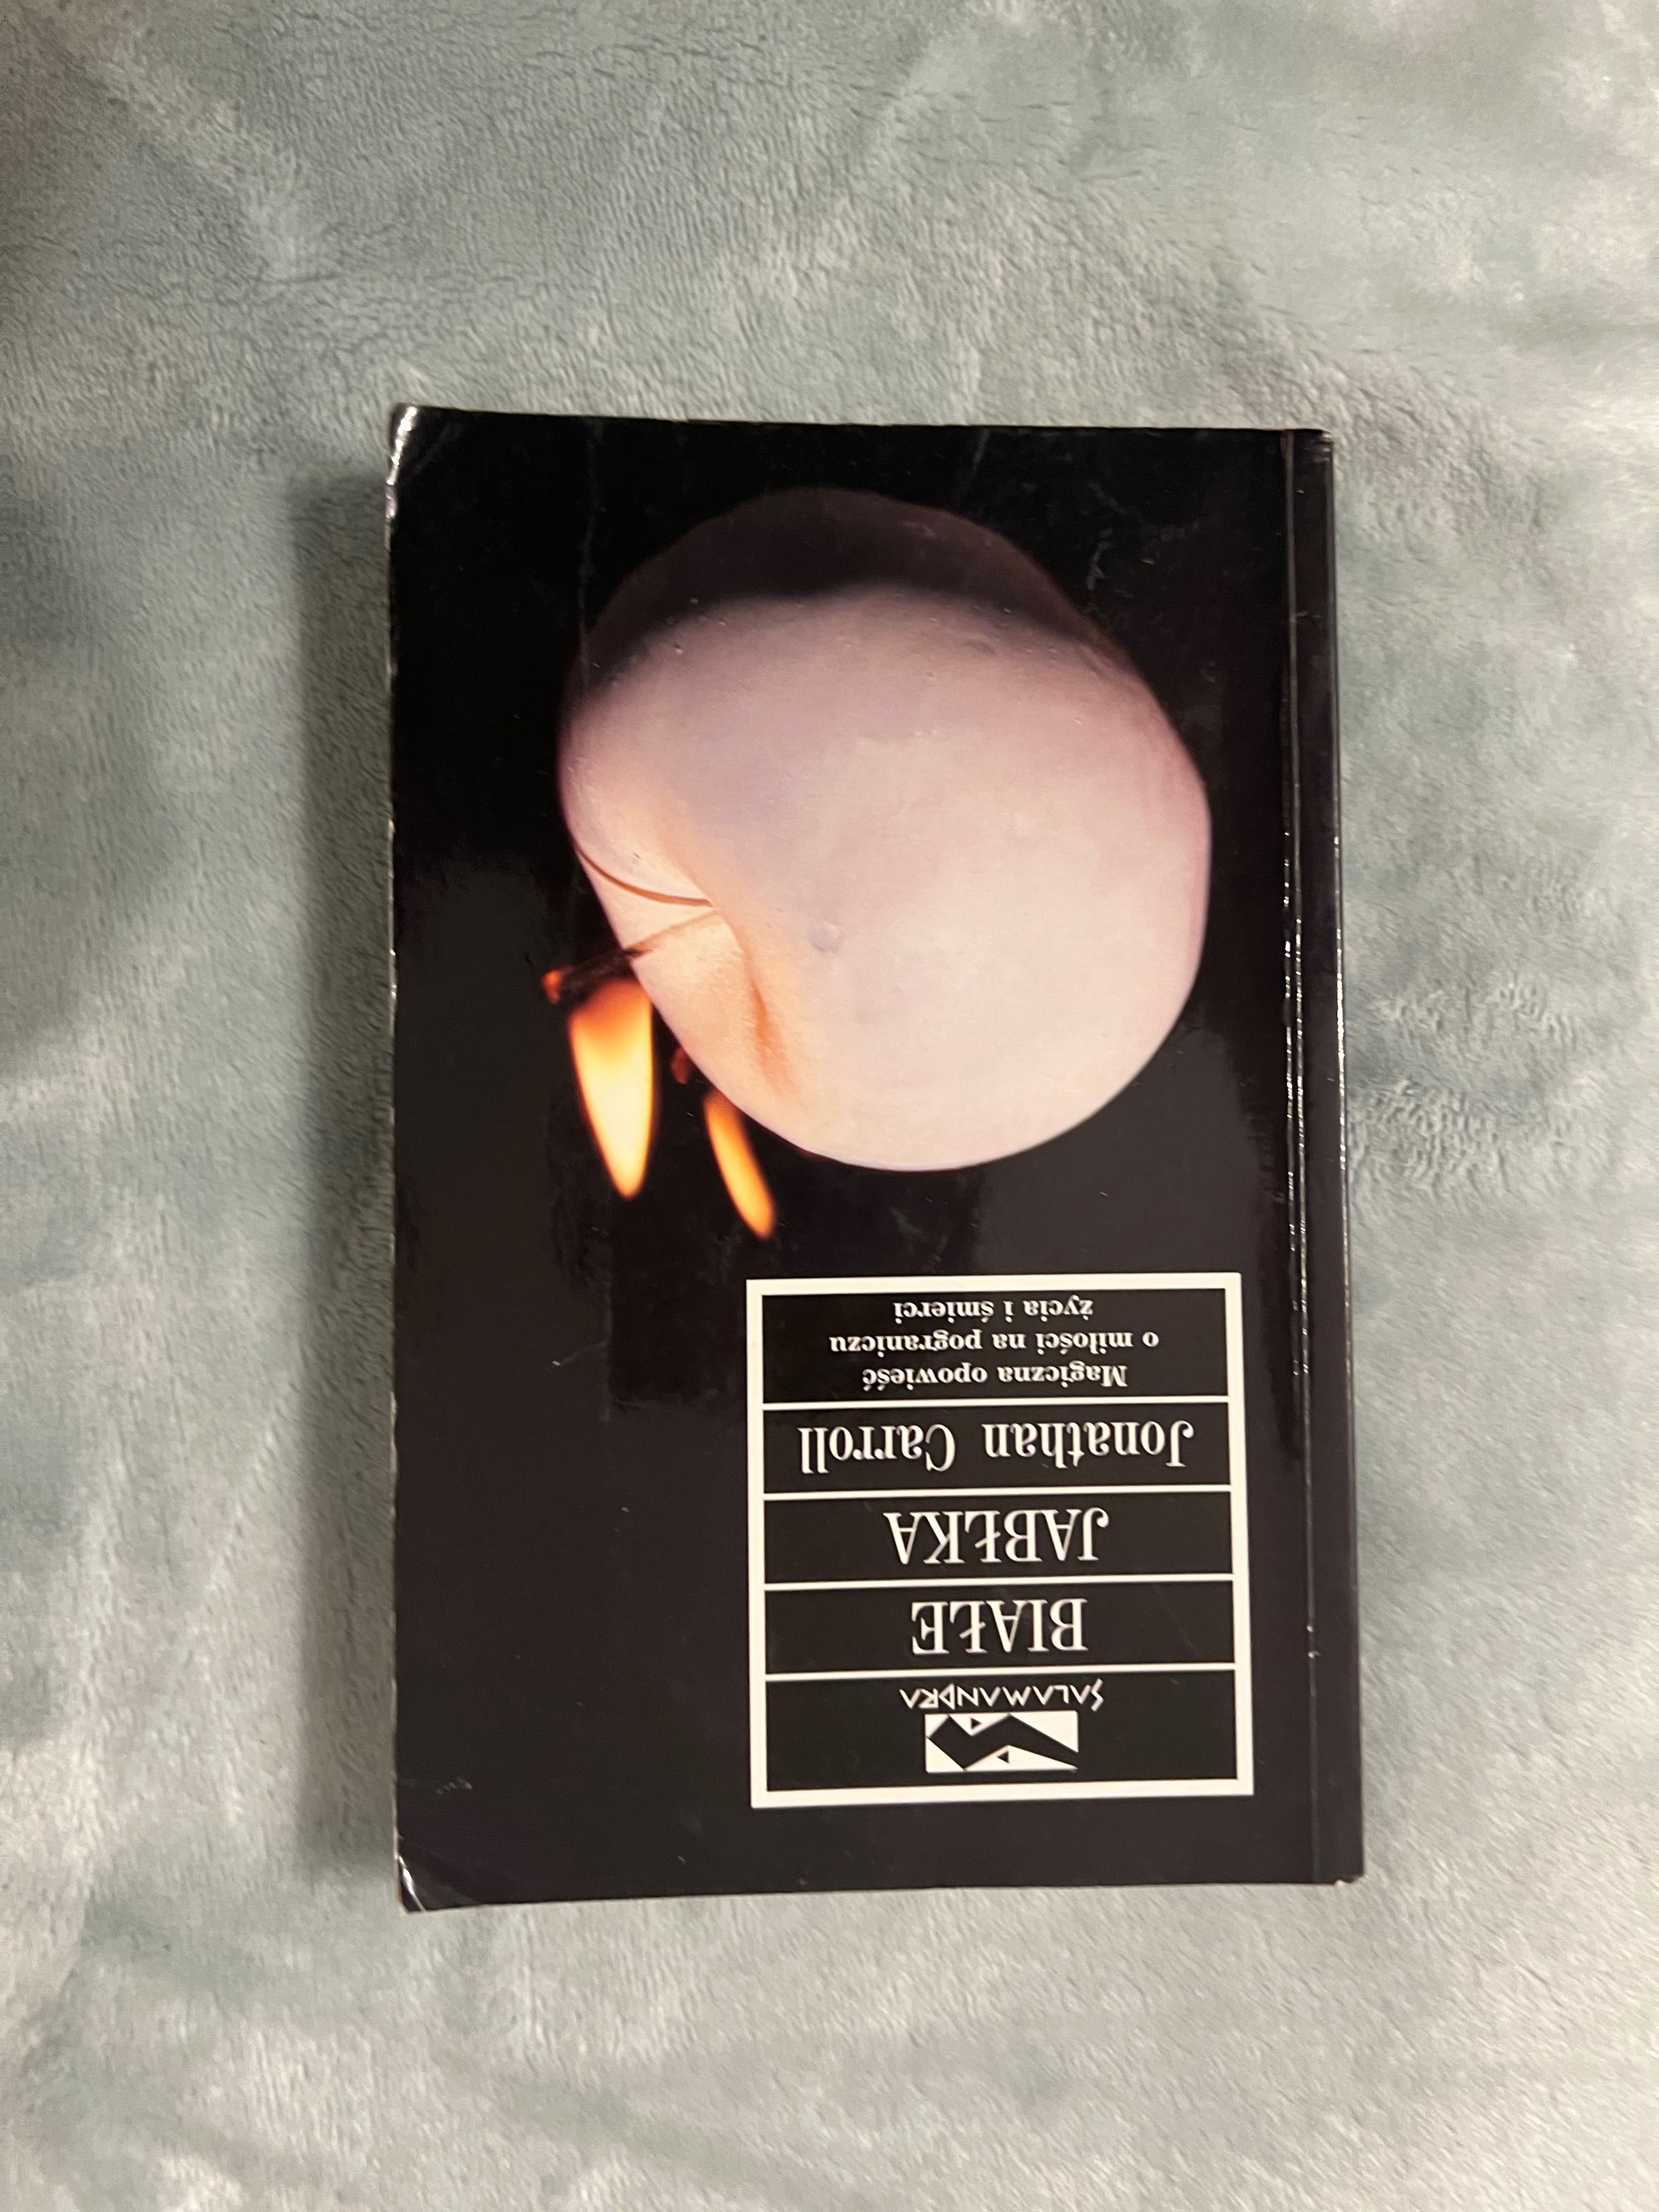 SALAMANDRA
BIAŁE
JABŁKA
Jonathan Carroll
Magiczna opowieść
o miłości na pograniczu
życia i śmierci